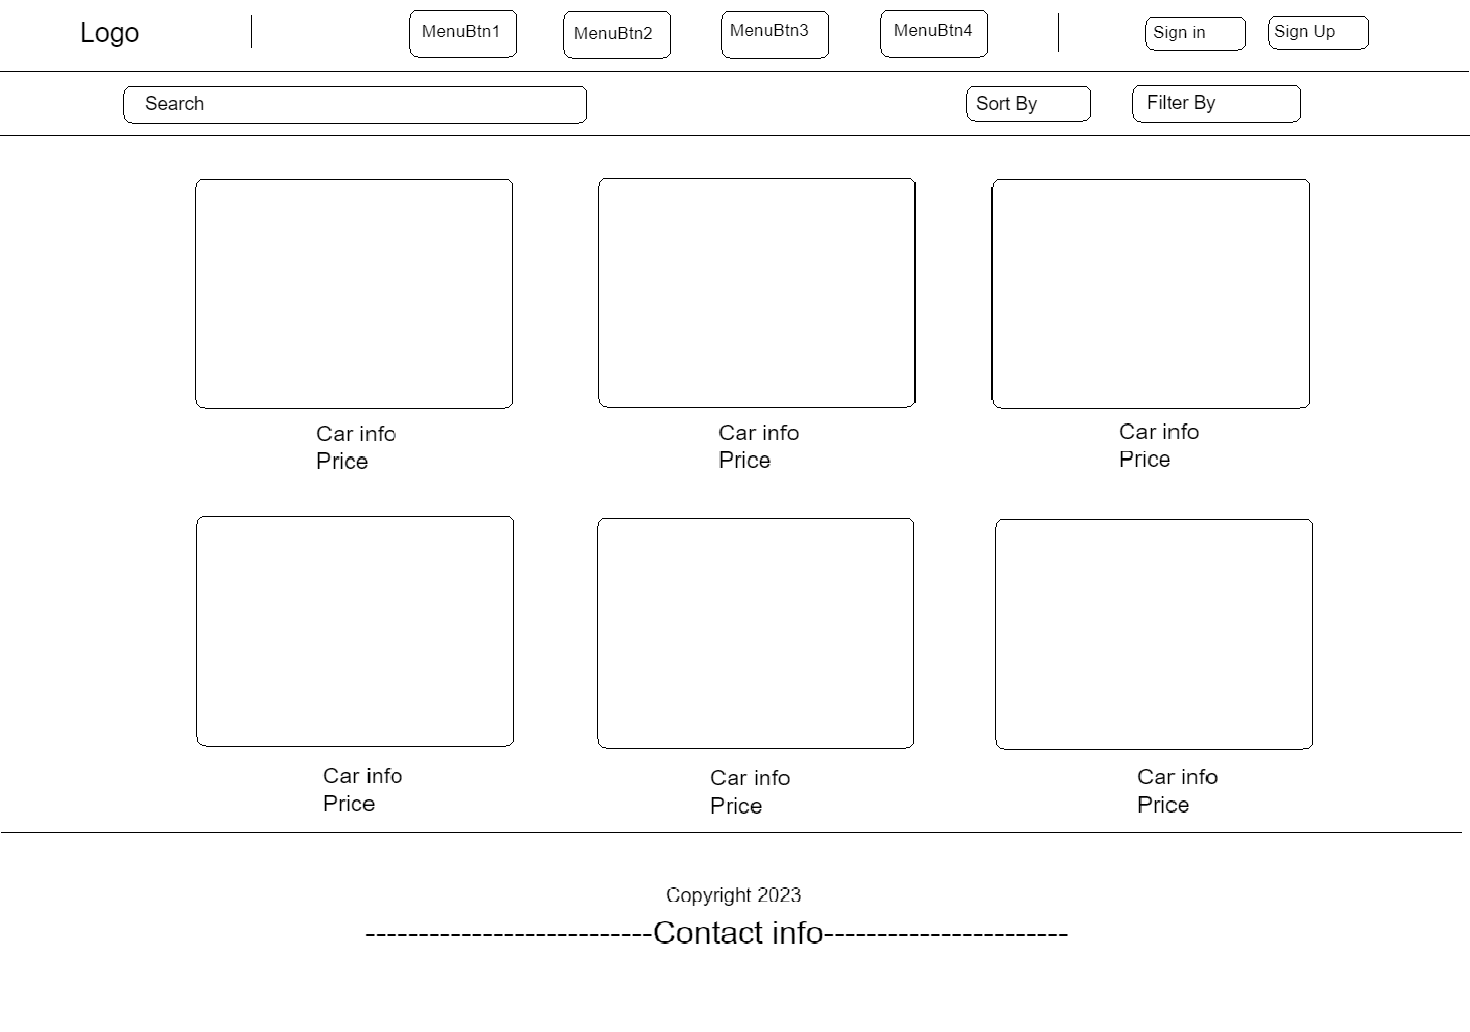 Logo
MenuBtn1
MenuBtn2
MenuBtn3
MenuBtn4
Sign in
Sign Up
Search
Sort By
Filter By
Car info
Price
Car info
Price
Car info
Price
Car info
Price
Car info
Price
Car info
Price
Copyright 2023
---------------------------Contact info-----------------------